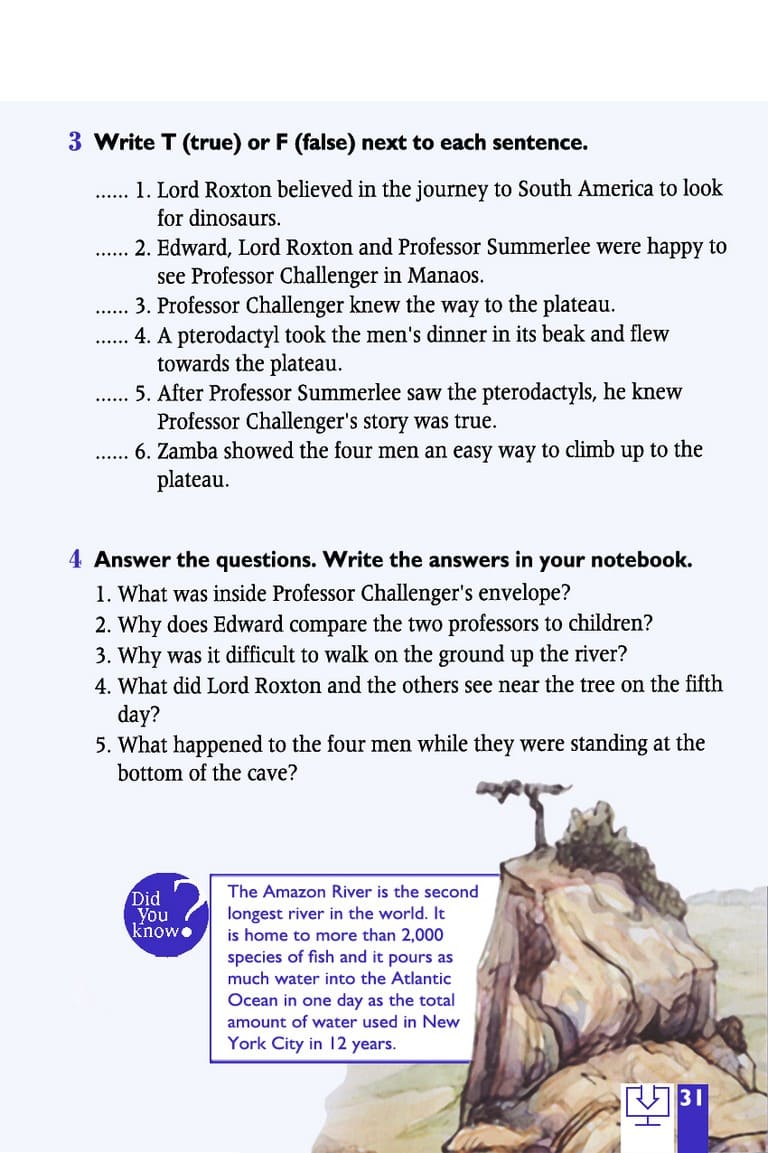 3 Write T (true) or F (false) next to each sentence.
...... 1. Lord Roxton believed in the journey to South America to look
for dinosaurs.
...... 2. Edward, Lord Roxton and Professor Summerlee were happy to
see Professor Challenger in Manaos.
...... 3. Professor Challenger knew the way to the plateau.
...... 4. A pterodactyl took the men's dinner in its beak and flew
towards the plateau.
...... 5. After Professor Summerlee saw the pterodactyls, he knew
Professor Challenger's story was true.
...... 6. Zamba showed the four men an easy way to climb up to the
plateau.
4 Answer the questions. Write the answers in your notebook.
1. What was inside Professor Challenger's envelope?
2. Why does Edward compare the two professors to children?
3. Why was it difficult to walk on the ground up the river?
4. What did Lord Roxton and the others see near the tree on the fifth
day?
5. What happened to the four men while they were standing at the
bottom of the cave?
Did
You
know?
The Amazon River is the second
longest river in the world. It
is home to more than 2,000
species of fish and it pours as
much water into the Atlantic
Ocean in one day as the total
amount of water used in New
York City in 12 years.
31